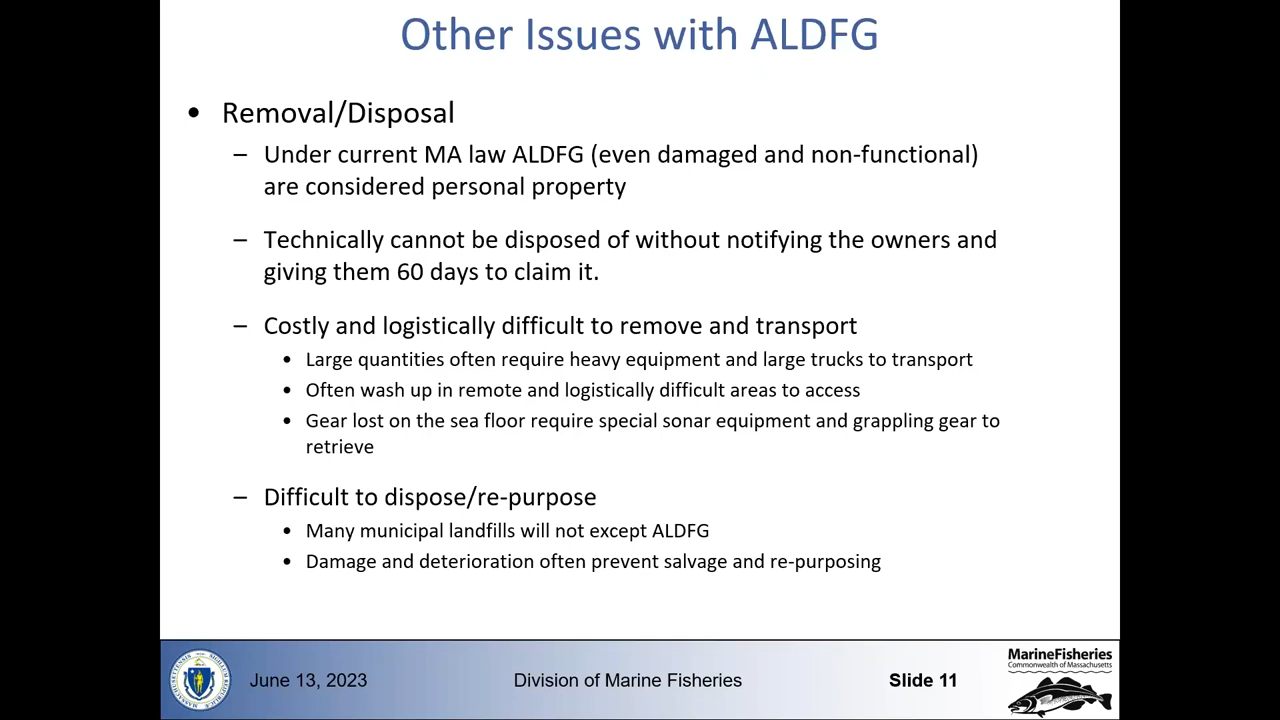 Other Issues with ALDFG
• Removal/Disposal
– Under current MA law ALDFG (even damaged and non-functional)
are considered personal property
– Technically cannot be disposed of without notifying the owners and
giving them 60 days to claim it.
– Costly and logistically difficult to remove and transport
• Large quantities often require heavy equipment and large trucks to transport
• Often wash up in remote and logistically difficult areas to access
• Gear lost on the sea floor require special sonar equipment and grappling gear to
retrieve
– Difficult to dispose/re-purpose
• Many municipal landfills will not except ALDFG
• Damage and deterioration often prevent salvage and re-purposing
June 13, 2023
Division of Marine Fisheries
Slide 11
MarineFisheries
Commonwealth of Massachusetts